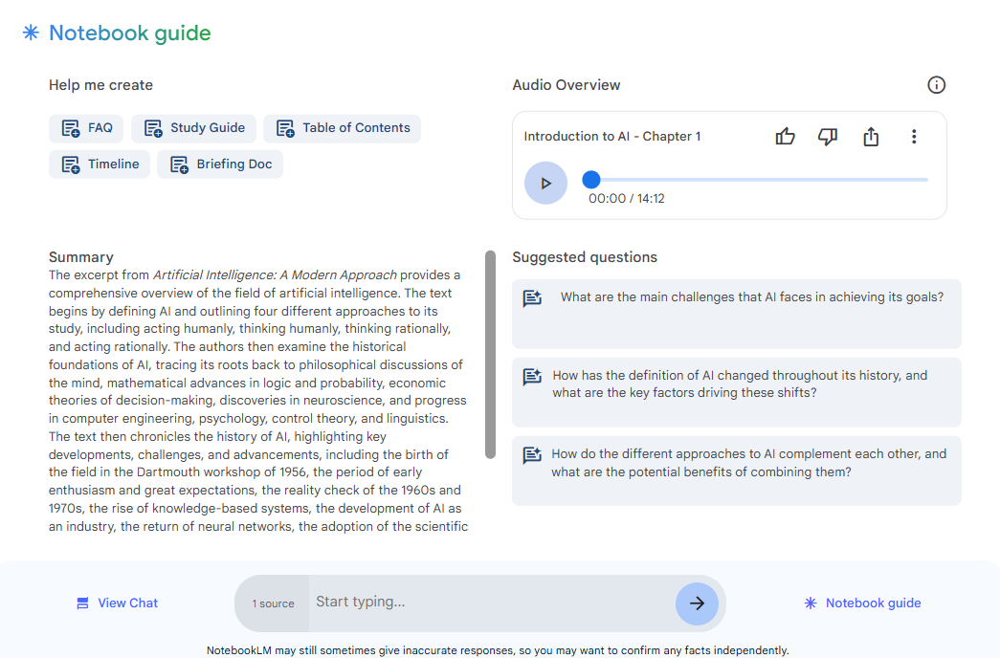 Notebook guide
Help me create
FAQ
Study Guide
Table of Contents
Timeline
Briefing Doc
Audio Overview
Introduction to AI - Chapter 1
00:00 / 14:12
Summary
The excerpt from Artificial Intelligence: A Modern Approach provides a
comprehensive overview of the field of artificial intelligence. The text
begins by defining AI and outlining four different approaches to its
study, including acting humanly, thinking humanly, thinking rationally,
and acting rationally. The authors then examine the historical
foundations of AI, tracing its roots back to philosophical discussions of
the mind, mathematical advances in logic and probability, economic
theories of decision-making, discoveries in neuroscience, and progress
in computer engineering, psychology, control theory, and linguistics.
The text then chronicles the history of AI, highlighting key
developments, challenges, and advancements, including the birth of
the field in the Dartmouth workshop of 1956, the period of early
enthusiasm and great expectations, the reality check of the 1960s and
1970s, the rise of knowledge-based systems, the development of AI as
an industry, the return of neural networks, the adoption of the scientific
Suggested questions
What are the main challenges that AI faces in achieving its goals?
How has the definition of AI changed throughout its history, and
what are the key factors driving these shifts?
How do the different approaches to AI complement each other, and
what are the potential benefits of combining them?
View Chat
1 source
Start typing...
Notebook guide
NotebookLM may still sometimes give inaccurate responses, so you may want to confirm any facts independently.